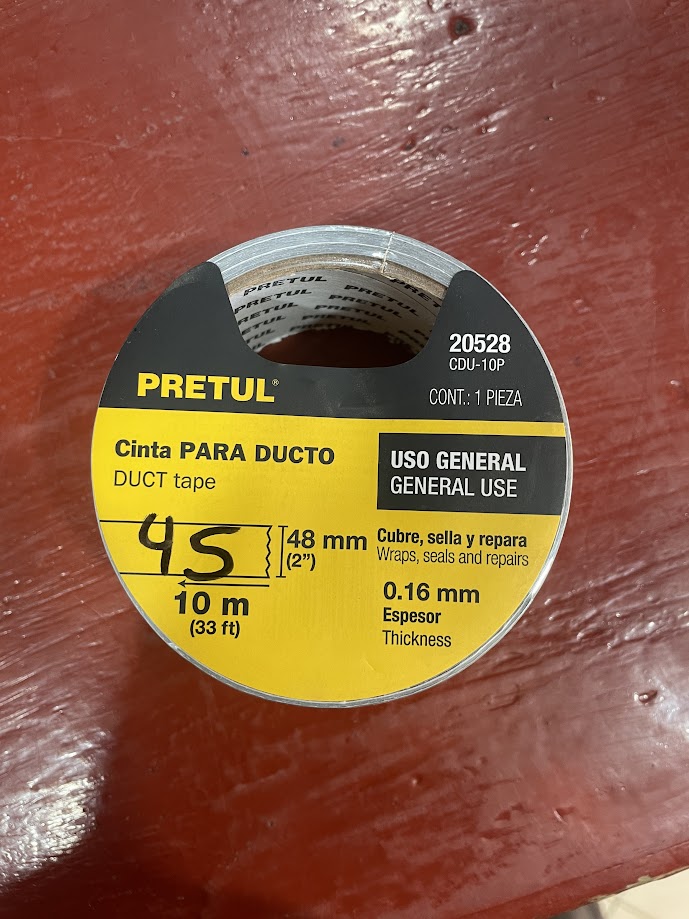 PRETUL
PRETUL
PRETUL
PRETUL
PRETUL
20528
CDU-10P
PRETUL®
CONT.: 1 PIEZA
Cinta PARA DUCTO
DUCT tape
USO GENERAL
GENERAL USE
45
48 mm
(2”)
10 m
(33 ft)
Cubre, sella y repara
Wraps, seals and repairs
0.16 mm
Espesor
Thickness